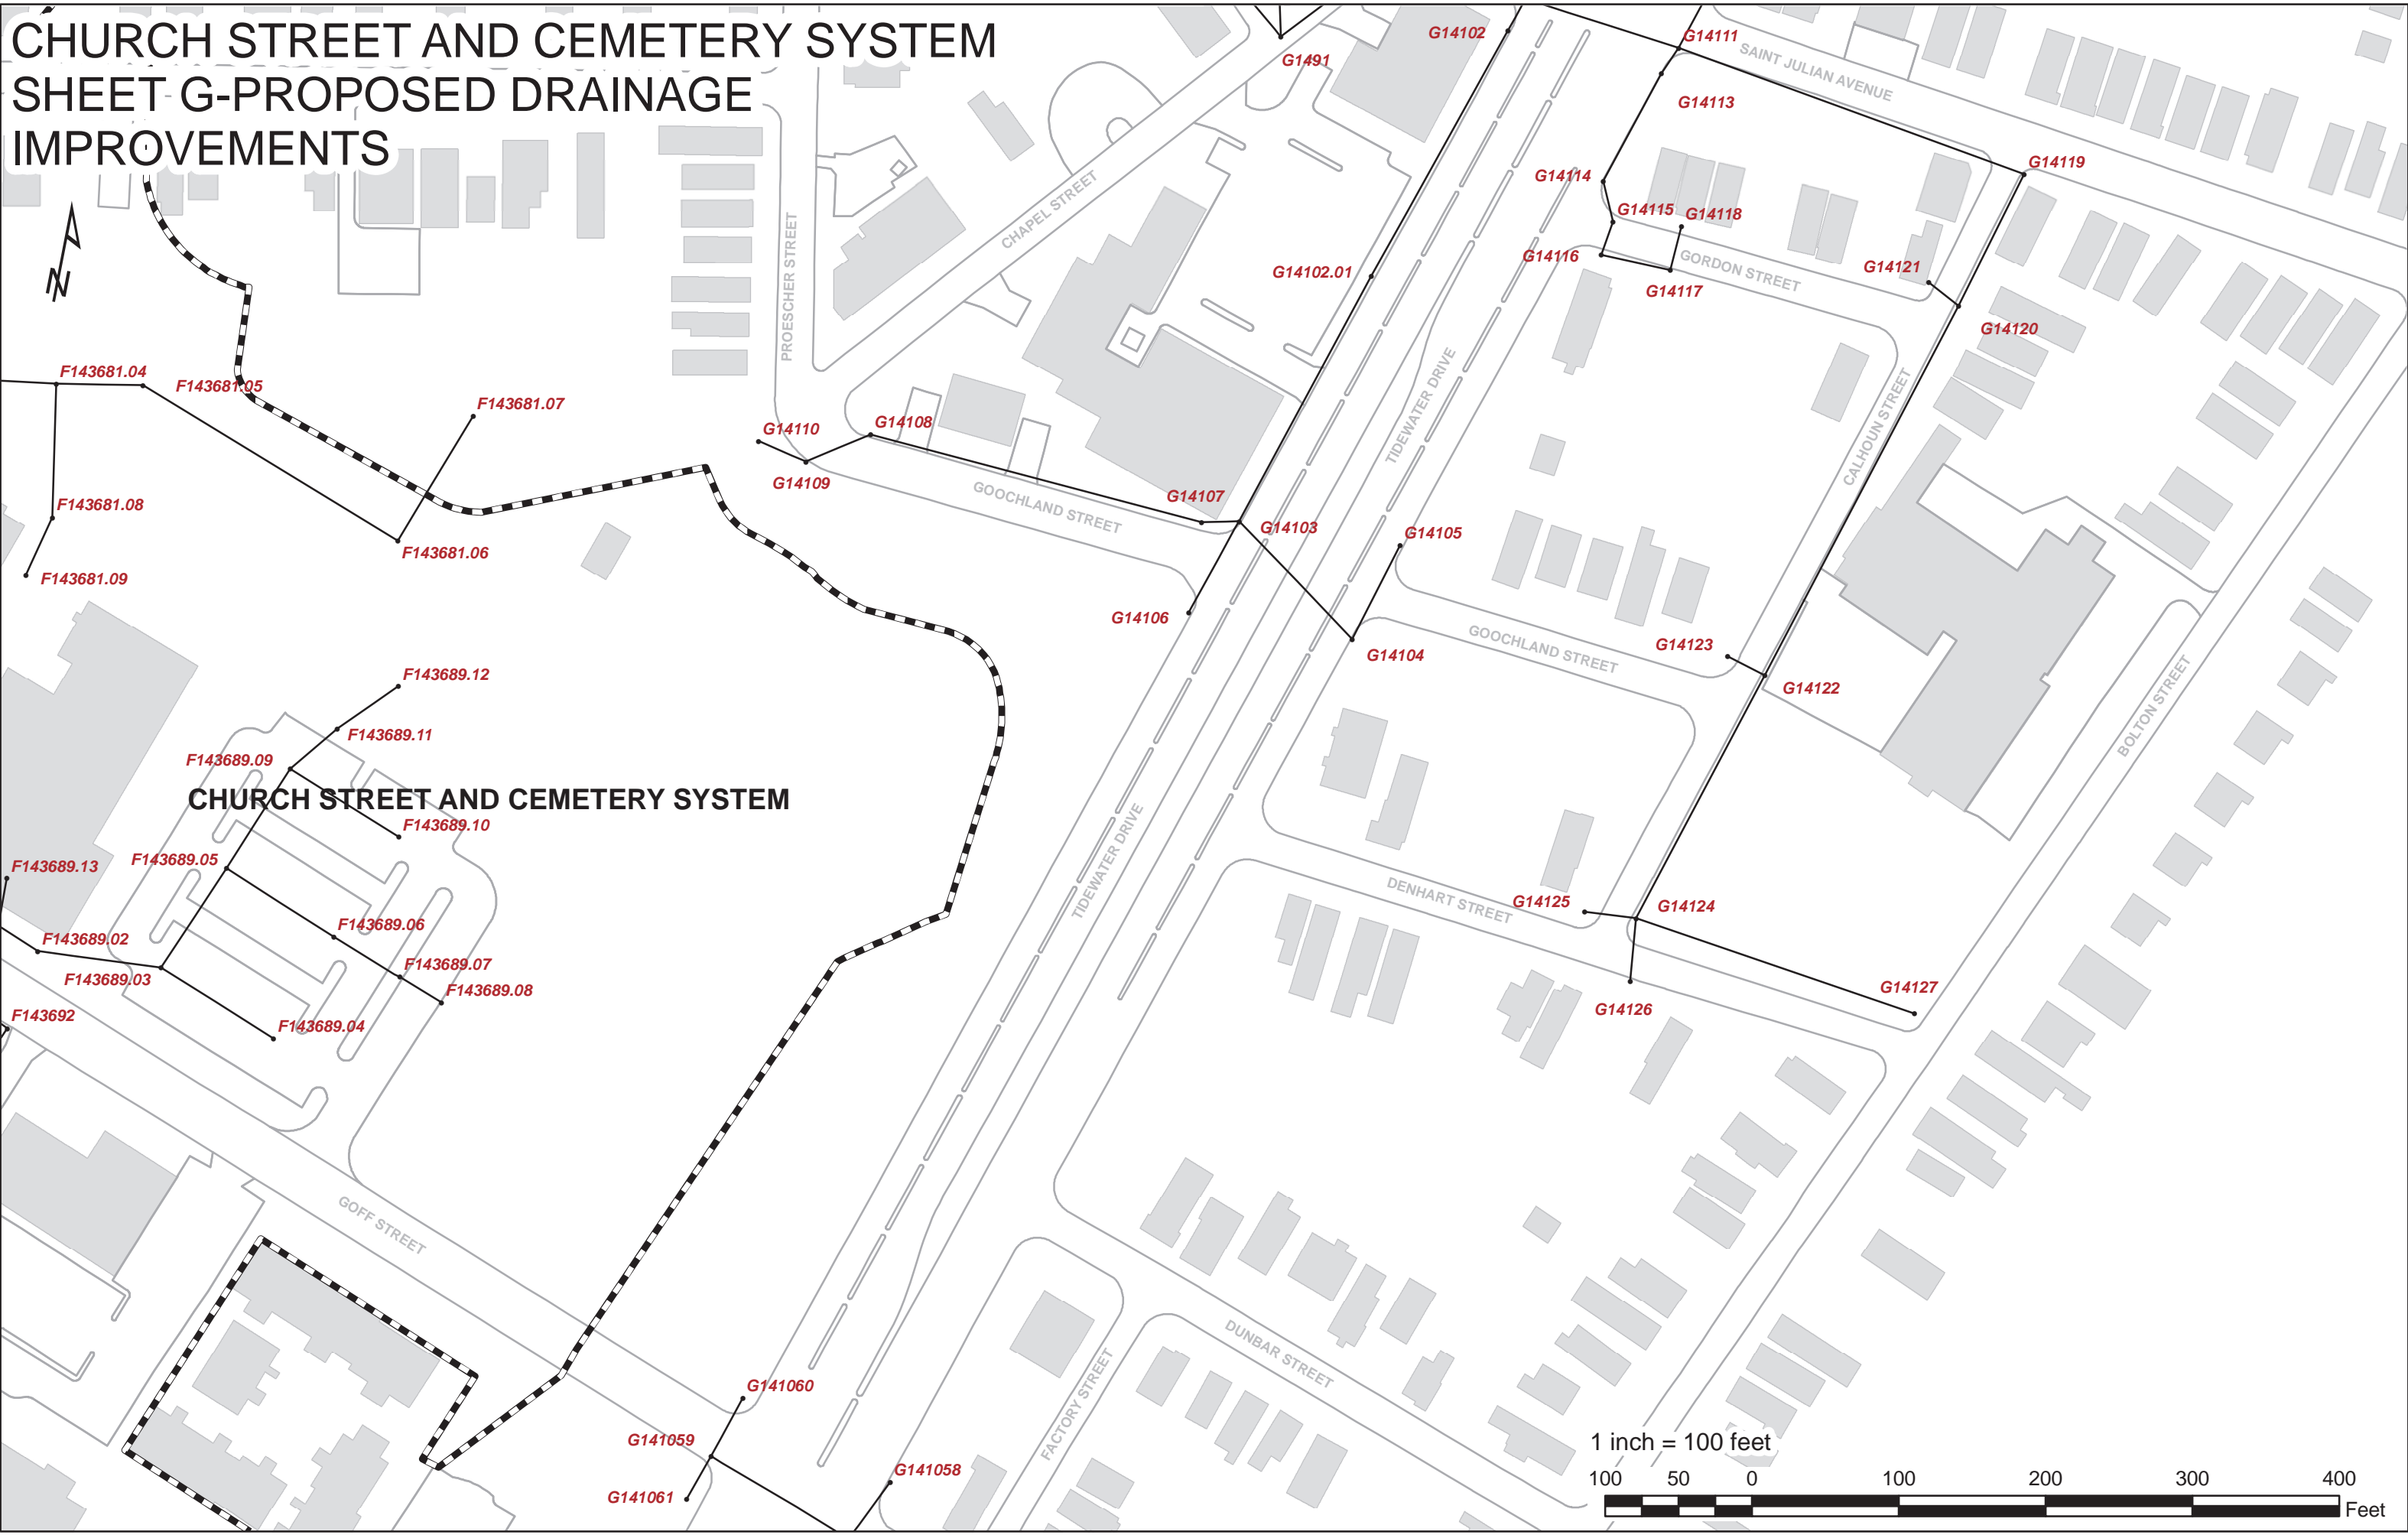 CHURCH STREET AND CEMETERY SYSTEM
SHEET G-PROPOSED DRAINAGE
IMPROVEMENTS
N
G14102
G1491
G14111
SAINT JULIAN AVENUE
G14113
G14119
G14114
G14115
G14118
G14116
G14117
GORDON STREET
G14121
G14120
CHAPEL STREET
PROESCHER STREET
G14102.01
TIDEWATER DRIVE
CALHOUN STREET
F143681.04
F143681.05
F143681.07
G14110
G14108
G14109
GOOCHLAND STREET
G14107
G14103
G14105
F143681.08
F143681.06
F143681.09
G14106
G14104
GOOCHLAND STREET
G14123
G14122
BOLTON STREET
F143689.12
F143689.11
F143689.09
CHURCH STREET AND CEMETERY SYSTEM
F143689.10
F143689.05
F143689.13
TIDEWATER DRIVE
DENHART STREET
G14125
G14124
F143689.06
F143689.02
F143689.07
F143689.03
F143689.08
G14127
G14126
F143692
F143689.04
GOFF STREET
DUNBAR STREET
FACTORY STREET
G141060
G141059
G141058
G141061
1 inch = 100 feet
100 50 0 100 200 300 400
Feet